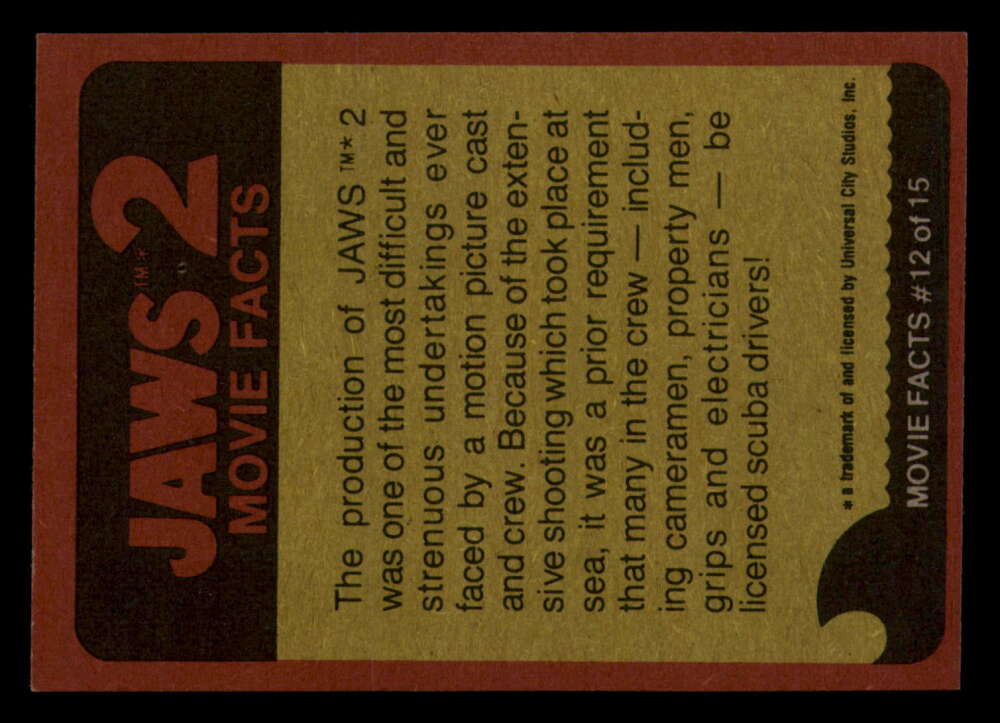 JAWS™*2
MOVIE FACTS
The production of JAWS™* 2
was one of the most difficult and
strenuous undertakings ever
faced by a motion picture cast
and crew. Because of the exten-
sive shooting which took place at
sea, it was a prior requirement
that many in the crew — includ-
ing cameramen, property men,
grips and electricians — be
licensed scuba drivers!
* a trademark of and licensed by Universal City Studios, Inc.
MOVIE FACTS #12 of 15